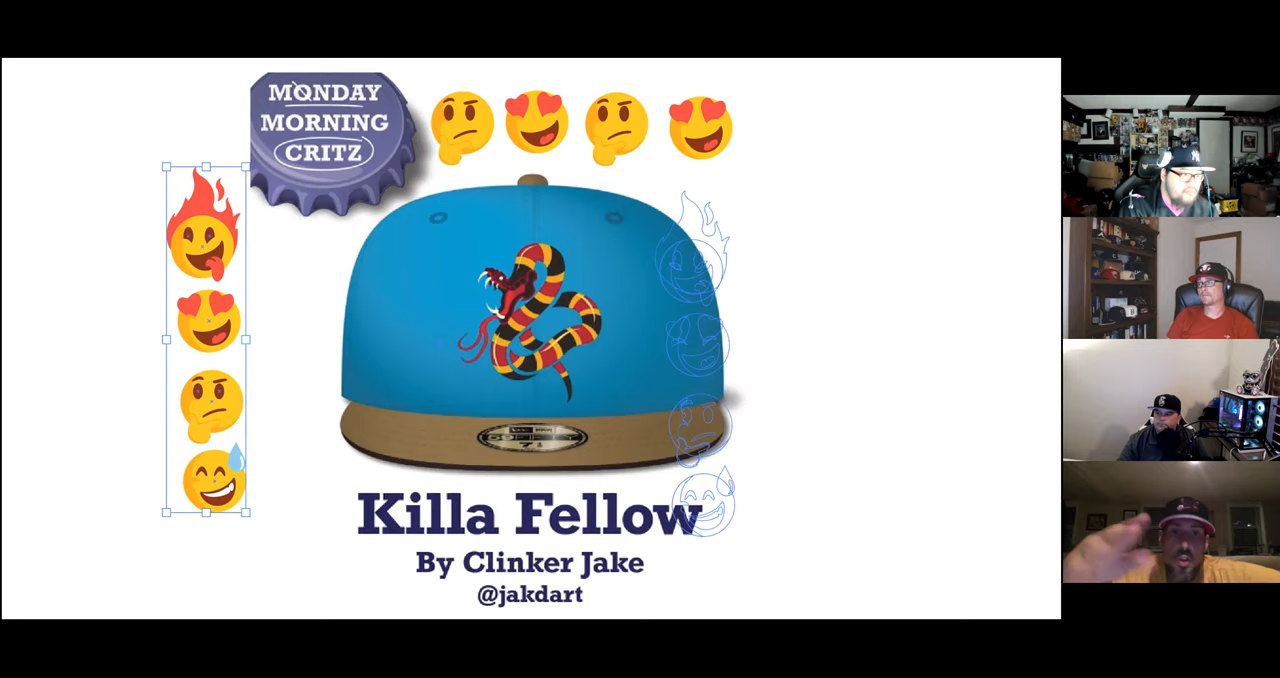 MONDAY
MORNING
CRITZ
Killa Fellow
By Clinker Jake
@jakdart